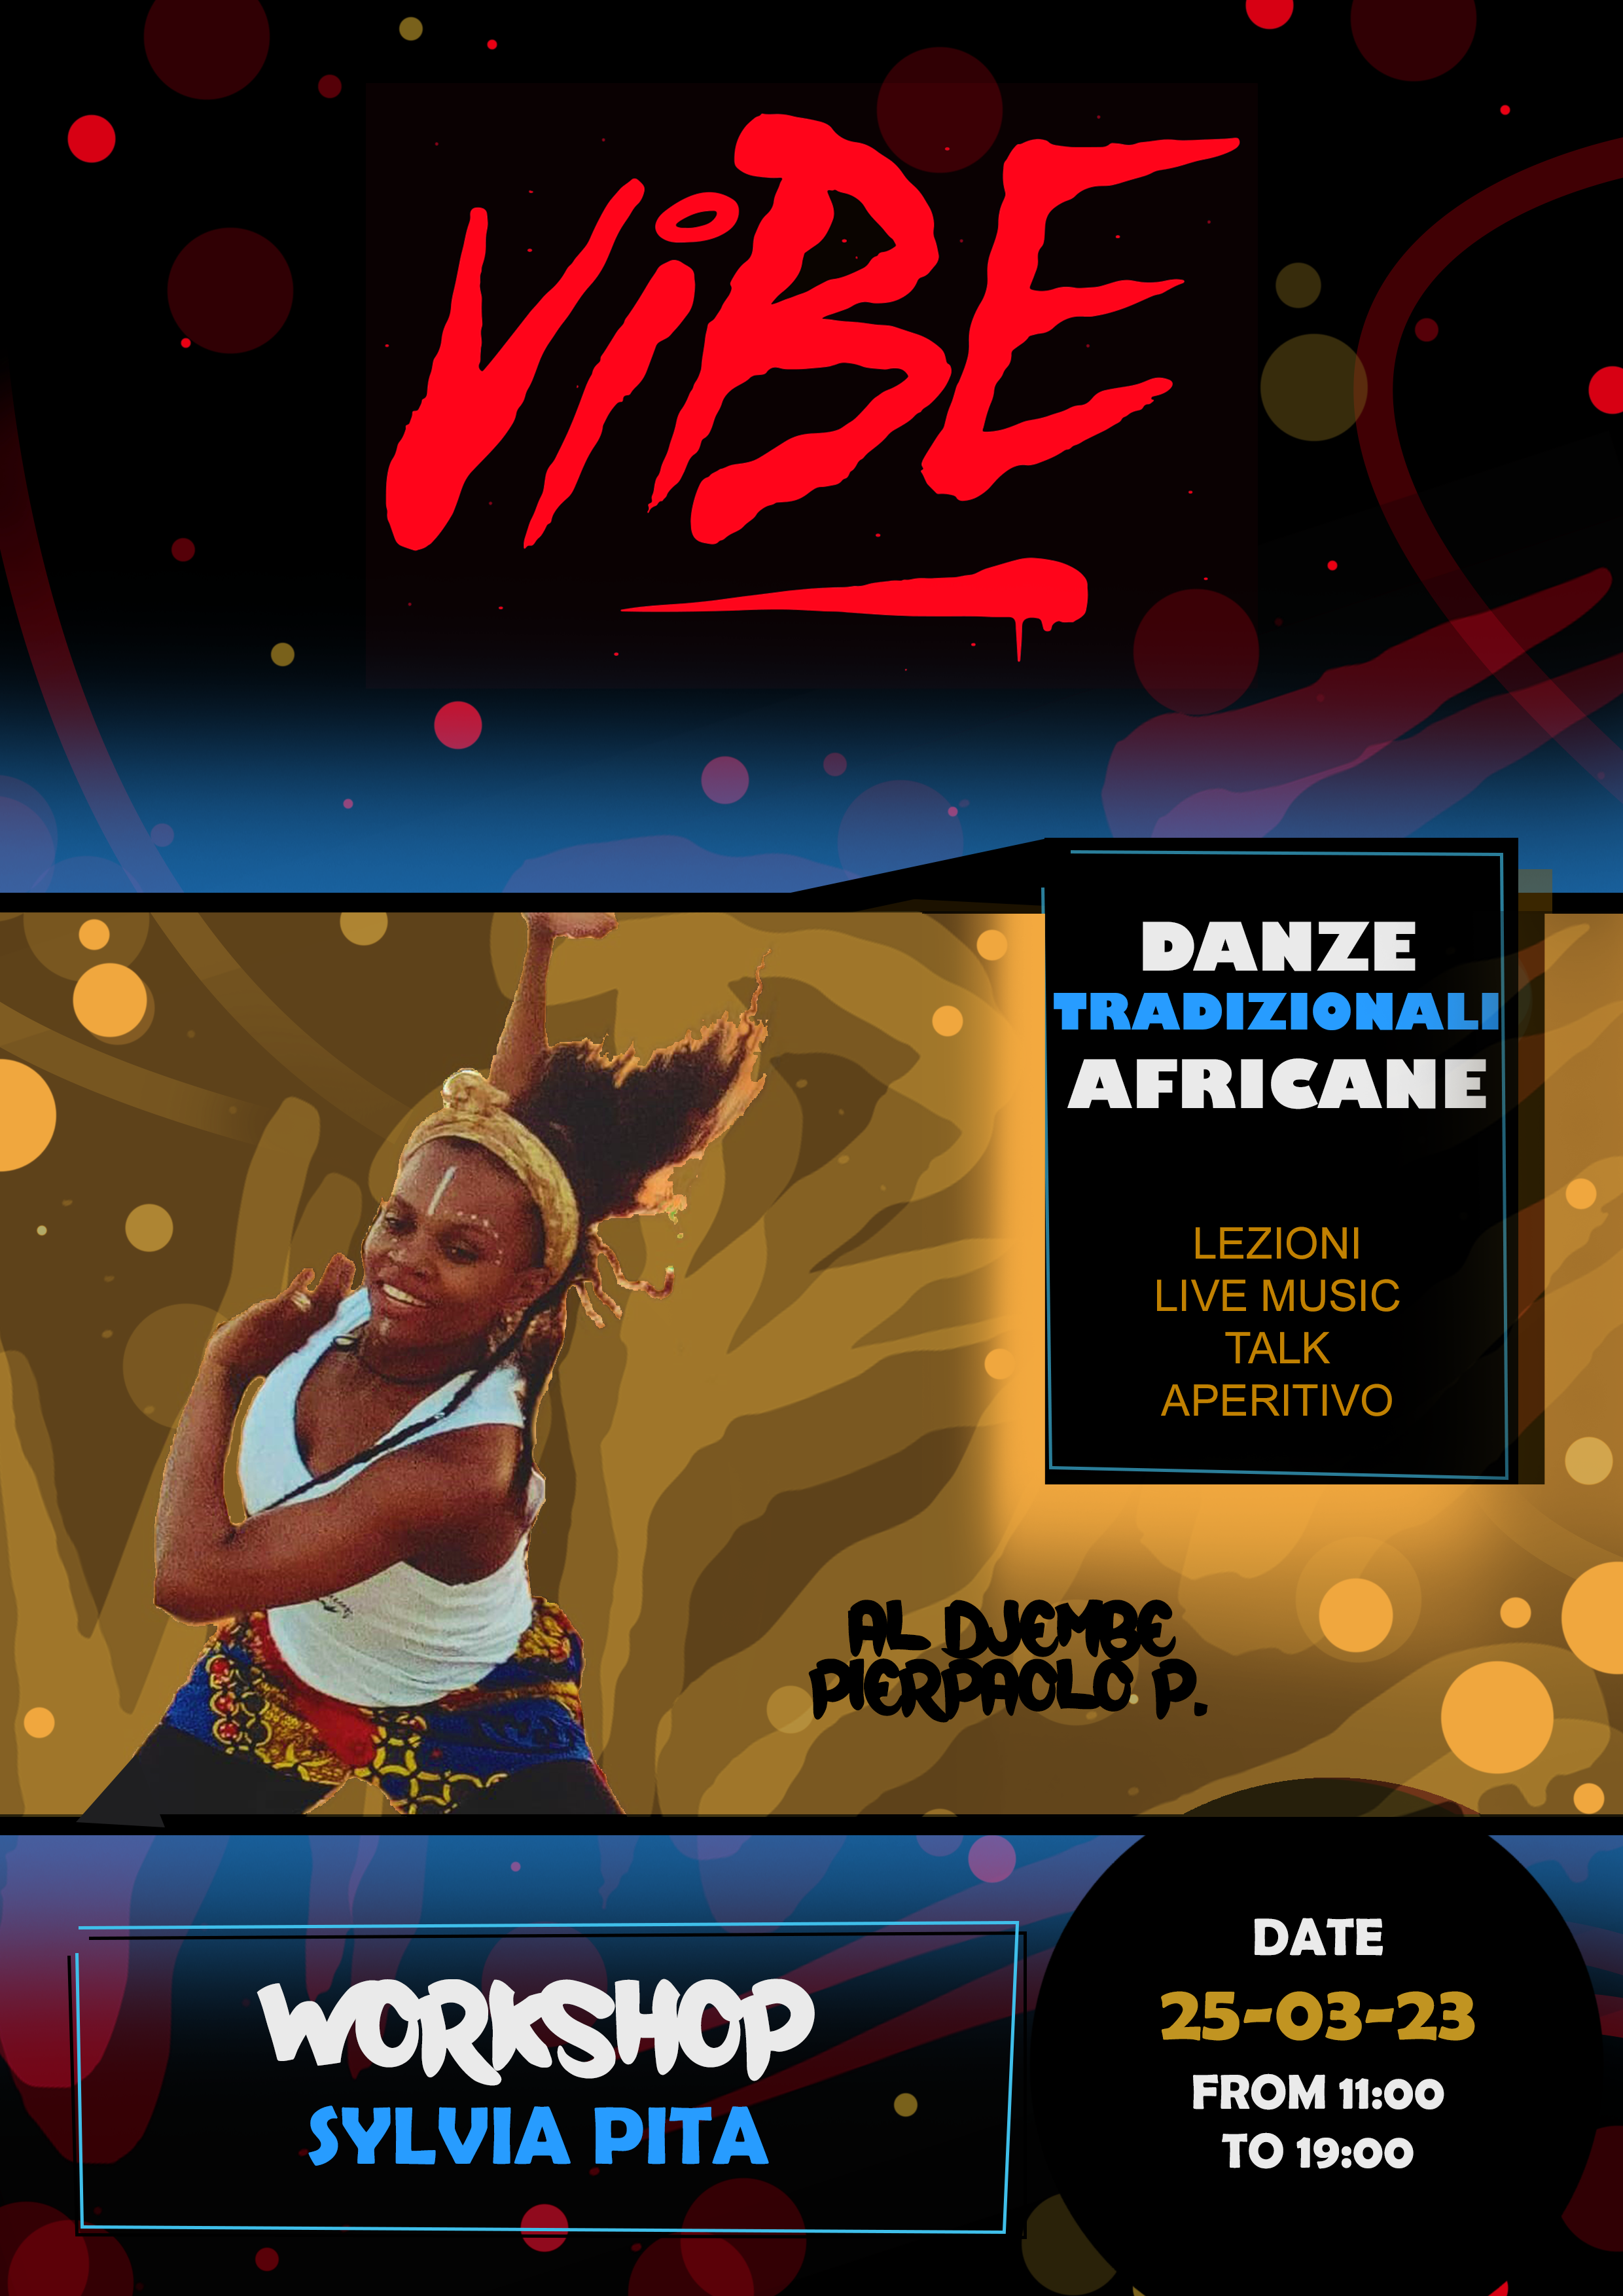 ViBE
DANZE
TRADIZIONALI
AFRICANE
LEZIONI
LIVE MUSIC
TALK
APERITIVO
AL DJEMBE
PIERPAOLO P.
WORKSHOP
SYLVIA PITA
DATE
25-03-23
FROM 11:00
TO 19:00